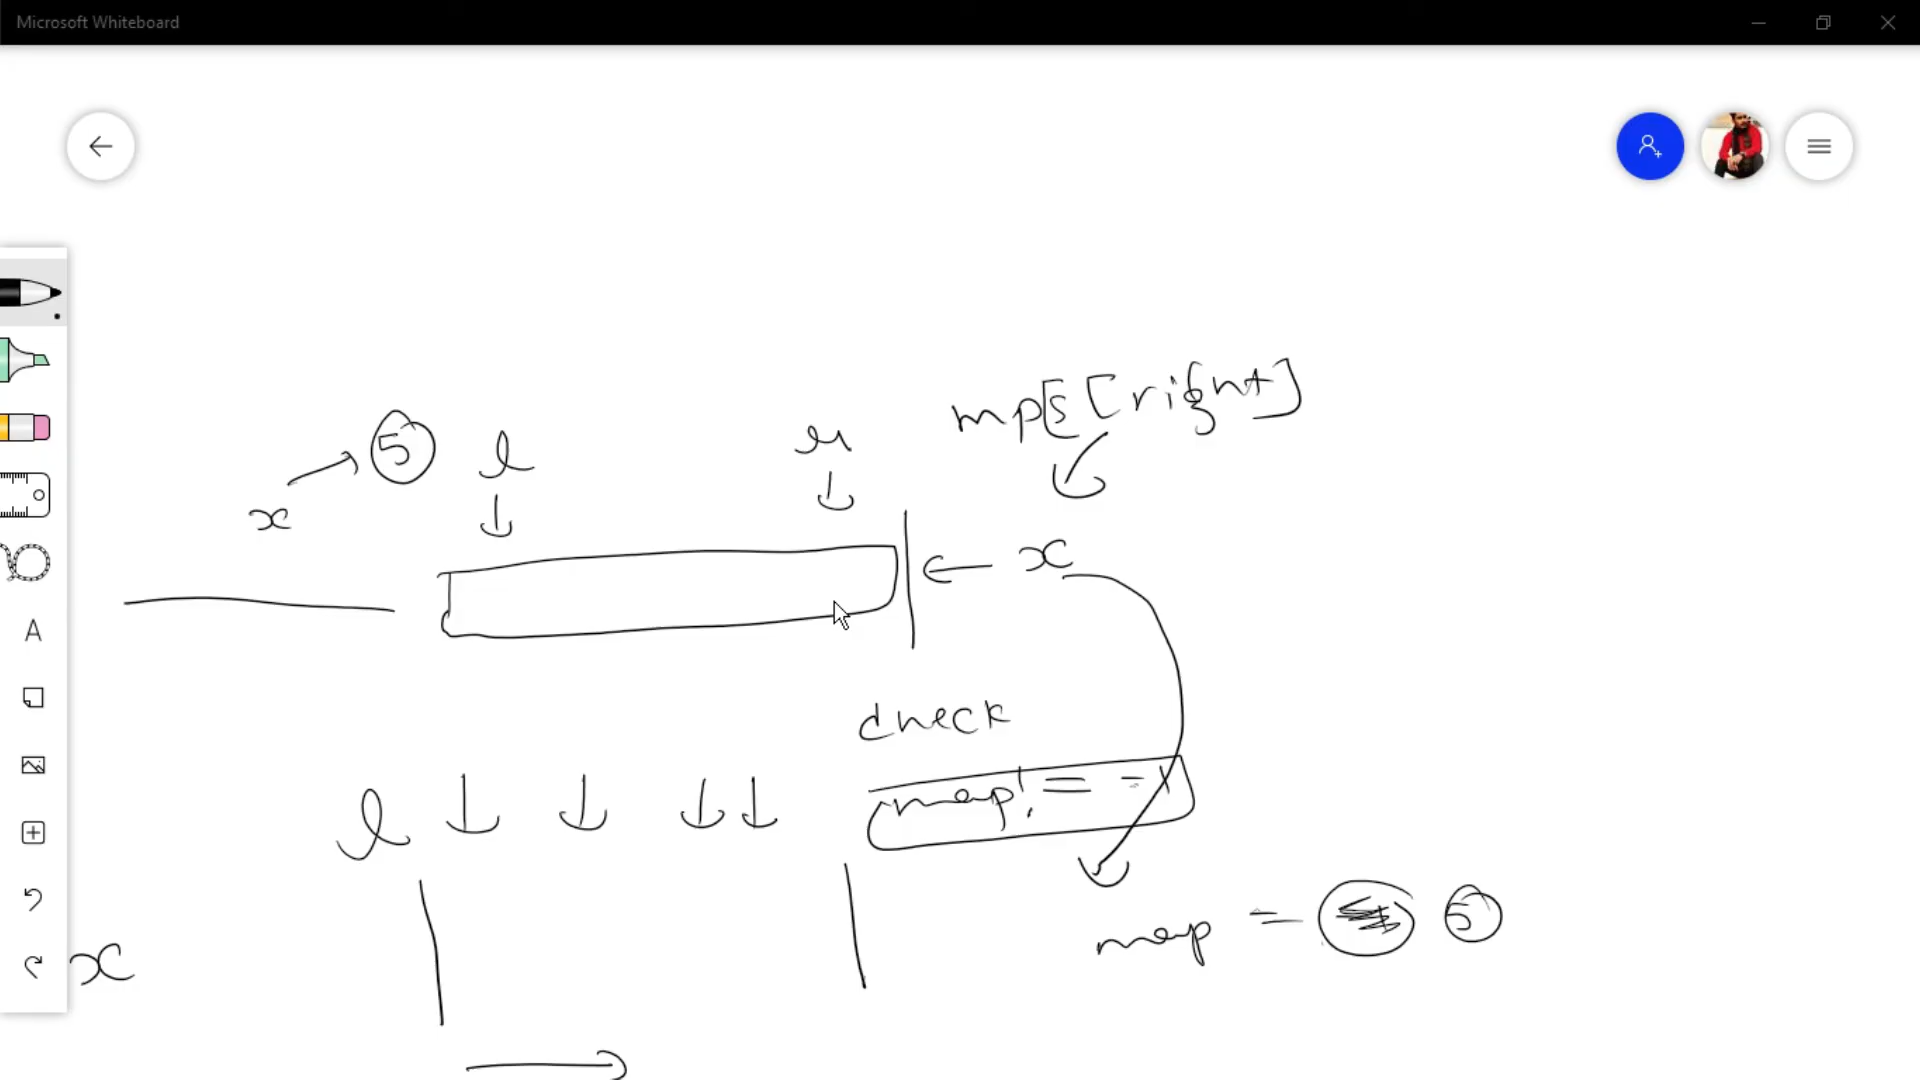 Microsoft Whiteboard
mp[s[right]
5 l r
x
x
check
map != -1
l
map = 5
x
A